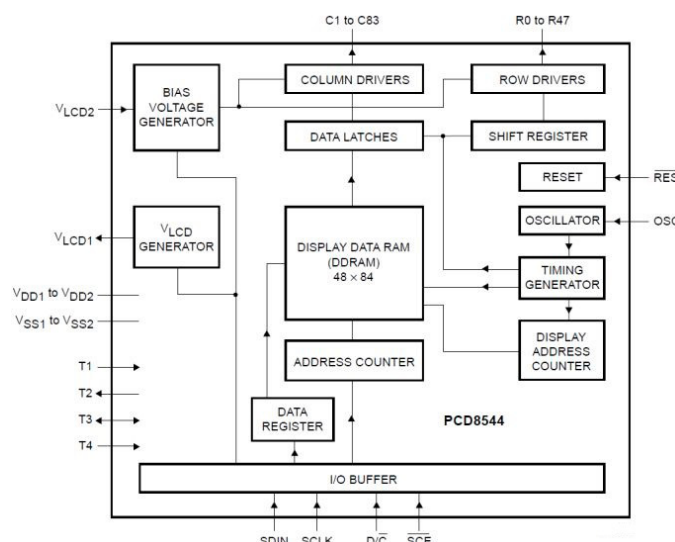 C1 to C83
R0 to R47
BIAS
VOLTAGE
GENERATOR
COLUMN DRIVERS
ROW DRIVERS
VLCD2
DATA LATCHES
SHIFT REGISTER
RESET
RES
VLCD1
VLCD
GENERATOR
OSCILLATOR
OSC
DISPLAY DATA RAM
(DDRAM)
48 × 84
TIMING
GENERATOR
VDD1 to VDD2
VSS1 to VSS2
DISPLAY
ADDRESS
COUNTER
ADDRESS COUNTER
T1
T2
T3
T4
DATA
REGISTER
PCD8544
I/O BUFFER
SDIN
SCLK
D/C
SCE